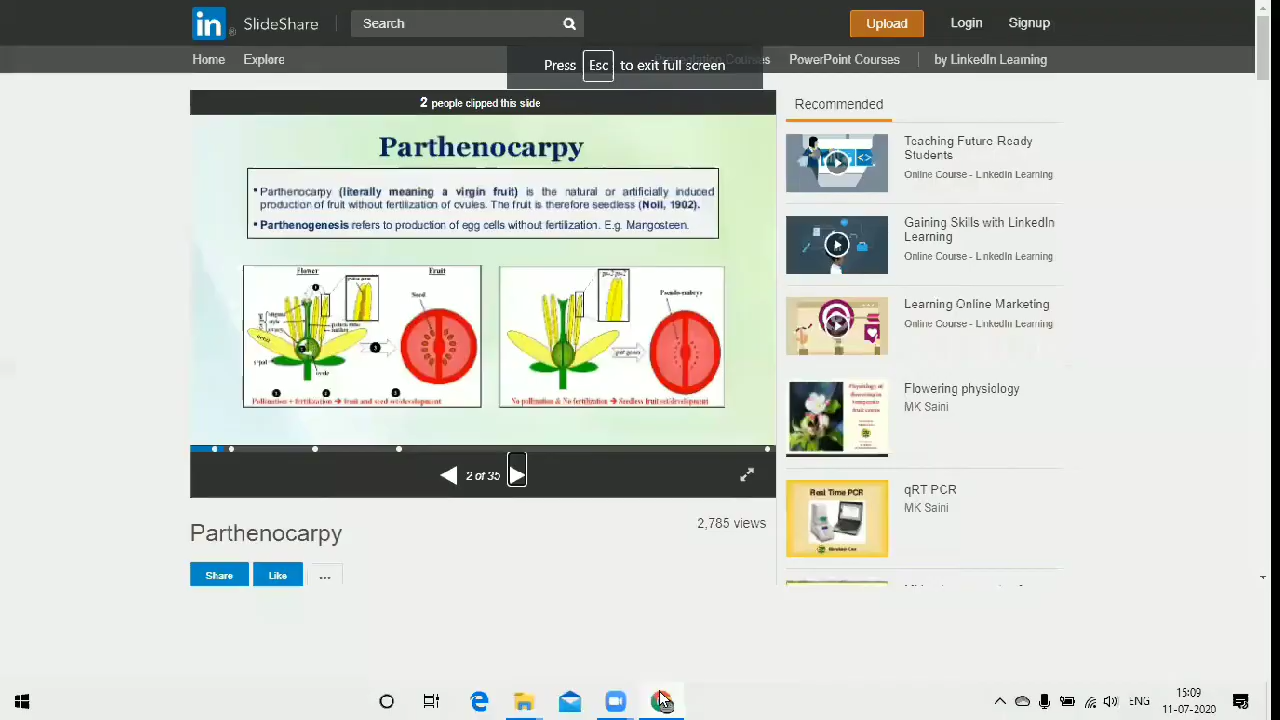 in SlideShare
Search
Upload
Login
Signup
Home
Explore
PowerPoint Courses
by LinkedIn Learning
Press Esc to exit full screen
2 people clipped this slide
Parthenocarpy
▪ Parthenocarpy (literally meaning a virgin fruit) is the natural or artificially induced
production of fruit without fertilization of ovules. The fruit is therefore seedless (Noll, 1902).
▪ Parthenogenesis refers to production of egg cells without fertilization. E.g. Mangosteen.
Flower
Fruit
Seed
Pollination + fertilization → fruit and seed set/development
Pseudo-embryo
No pollination & No fertilization → Seedless fruit set/development
2 of 35
Parthenocarpy
2,785 views
Share
Like
...
Recommended
Teaching Future Ready
Students
Online Course - LinkedIn Learning
Gaining Skills with LinkedIn
Learning
Online Course - LinkedIn Learning
Learning Online Marketing
Online Course - LinkedIn Learning
Flowering physiology
MK Saini
Real Time PCR
qRT PCR
MK Saini
ENG
15:09
11-07-2020